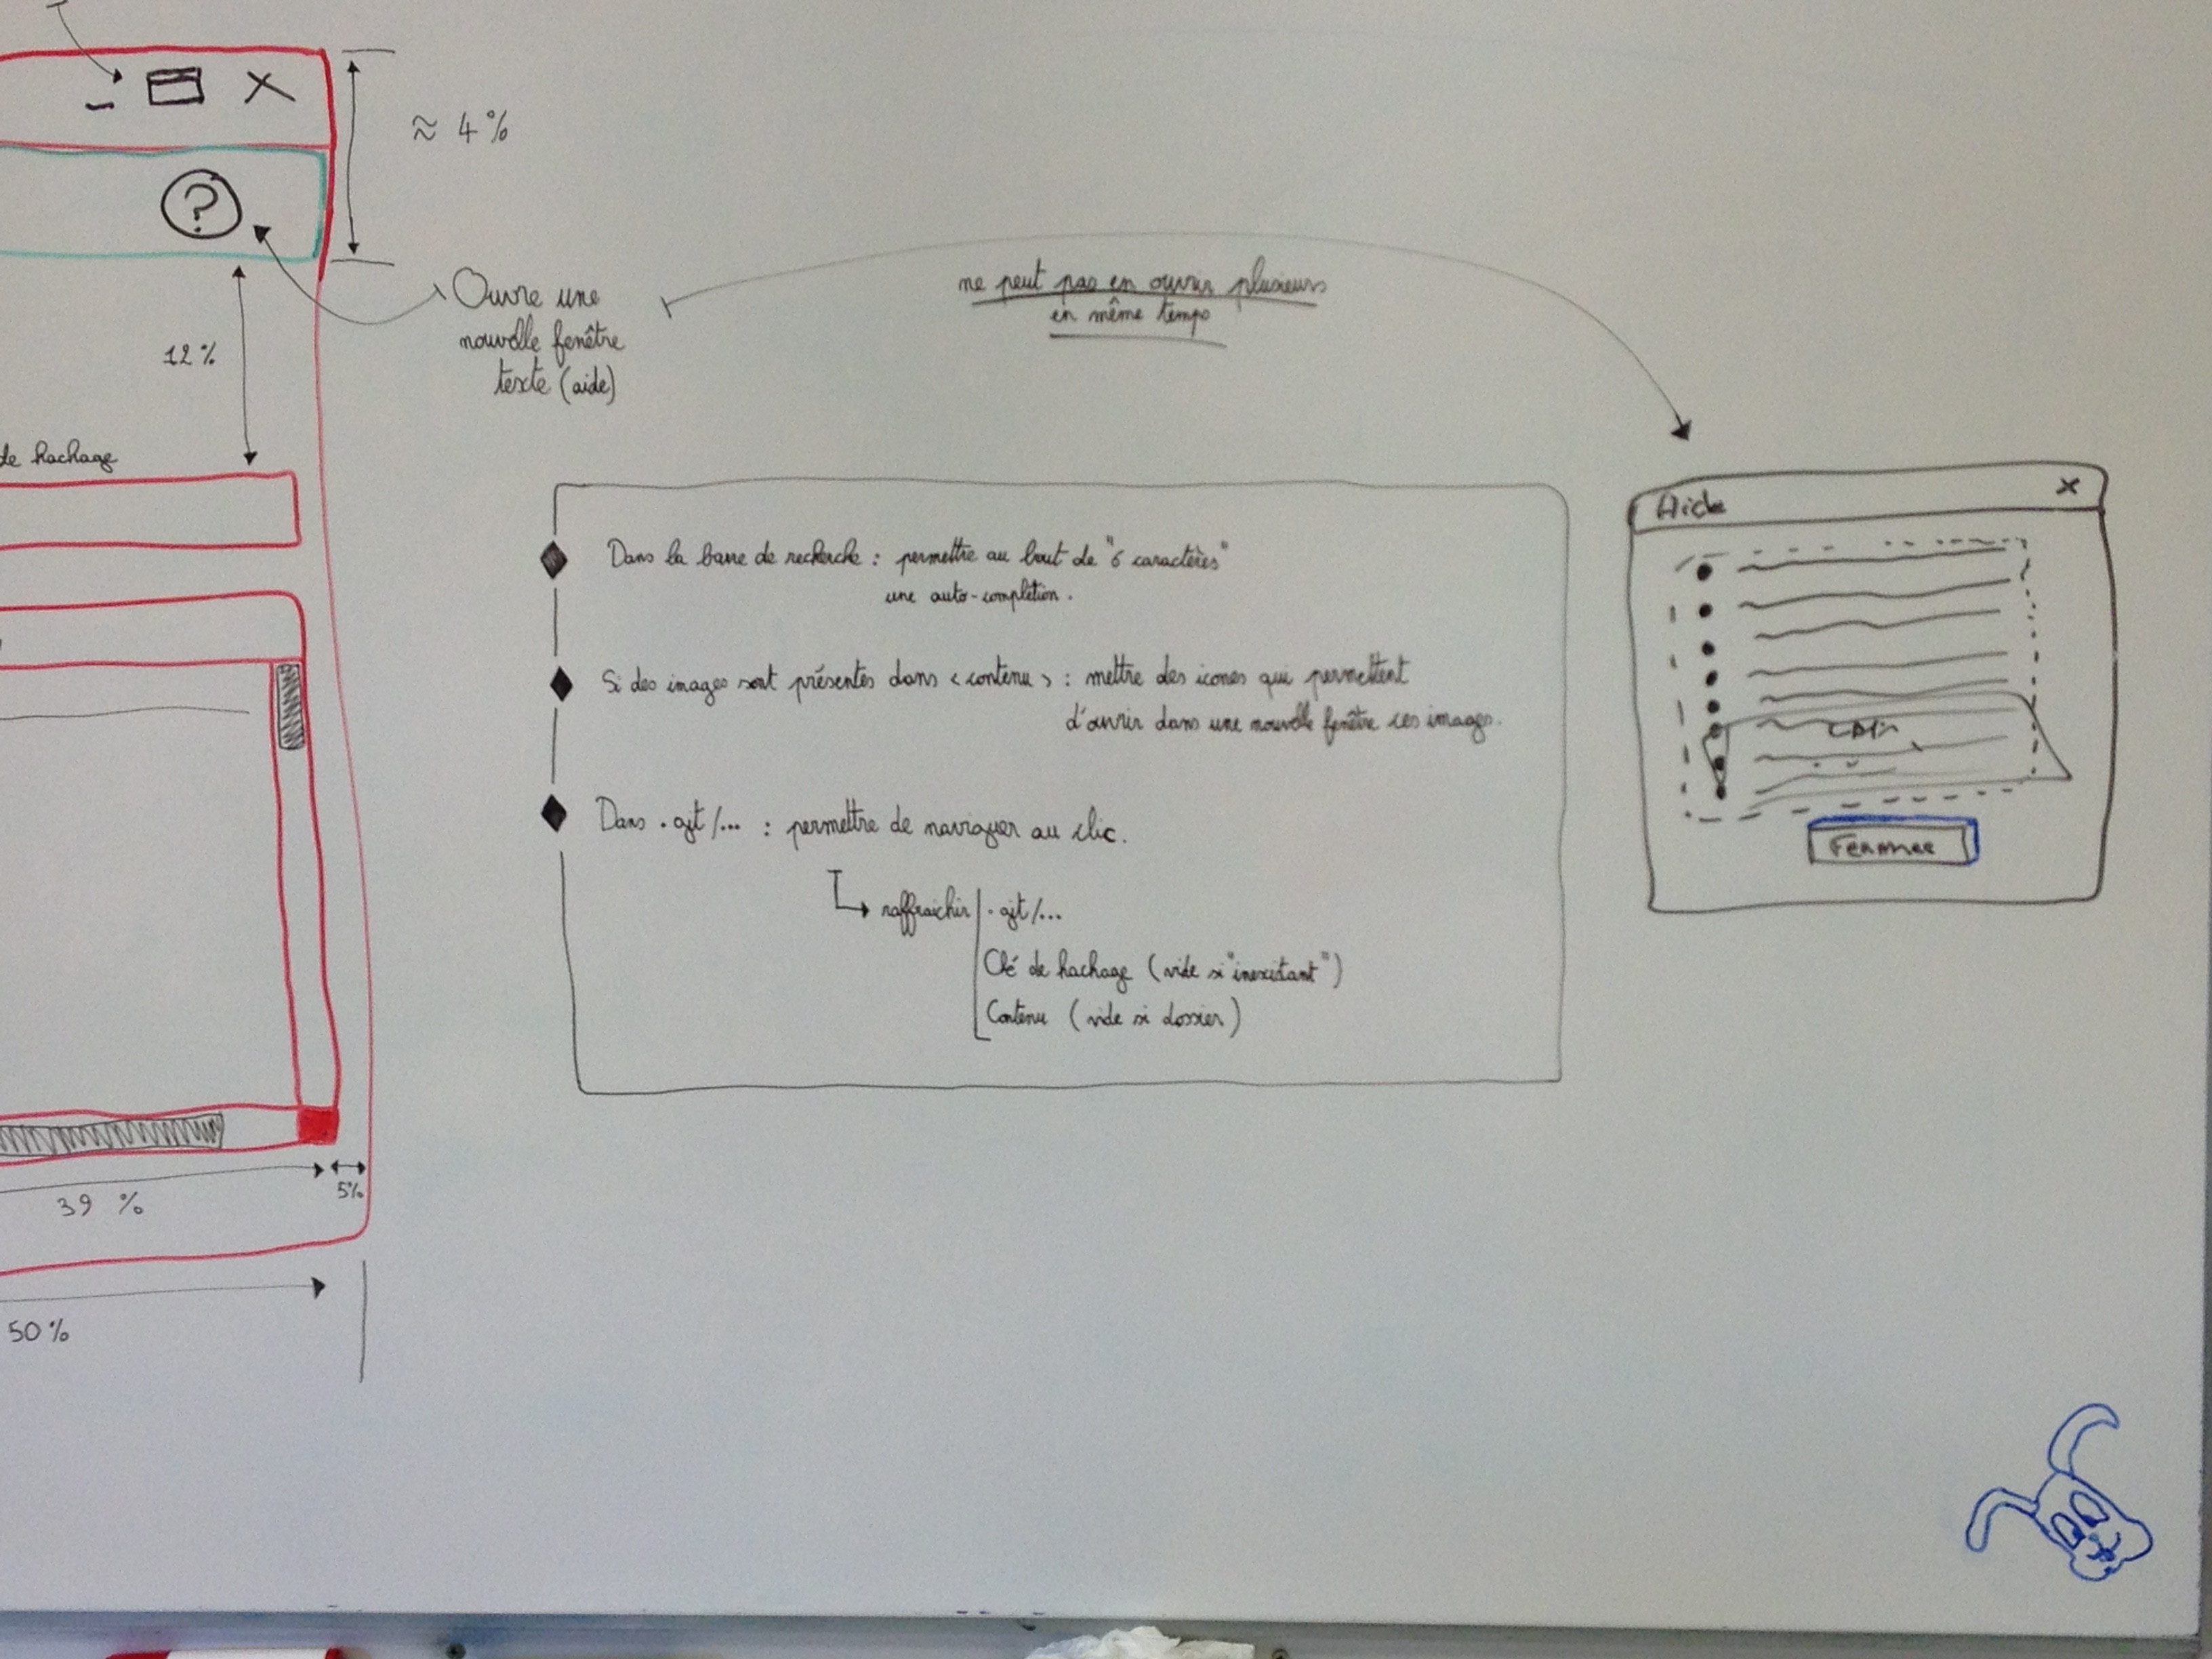 ≈ 4%
?
12%
Ouvre une
nouvelle fenêtre
texte (aide)
ne peut pas en ouvrir plusieurs
en même temps
de hachage
Dans la barre de recherche : permettre au bout de "6 caractères"
une auto-complétion.
Si des images sont présentes dans <contenu> : mettre des icones qui permettent
d'ouvrir dans une nouvelle fenêtre ces images.
Dans .git/... : permettre de naviguer au clic.
raffraichir .git/...
Clé de hachage (vide si "inexistant")
Contenu (vide si dossier)
Aide x
Fermer
39 %
5%
50%